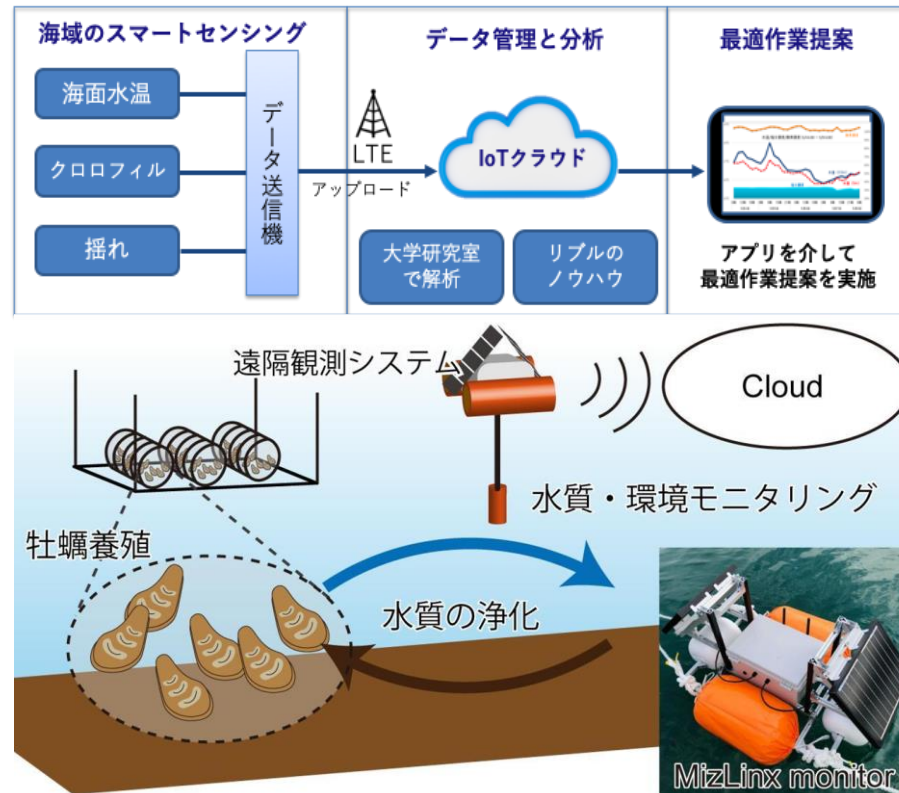 海域のスマートセンシング
海面水温
クロロフィル
揺れ
データ送信機
LTE
アップロード
データ管理と分析
IoTクラウド
大学研究室
で解析
リブルの
ノウハウ
最適作業提案
アプリを介して
最適作業提案を実施
遠隔観測システム
Cloud
水質・環境モニタリング
牡蠣養殖
水質の浄化
MizLinx monitor